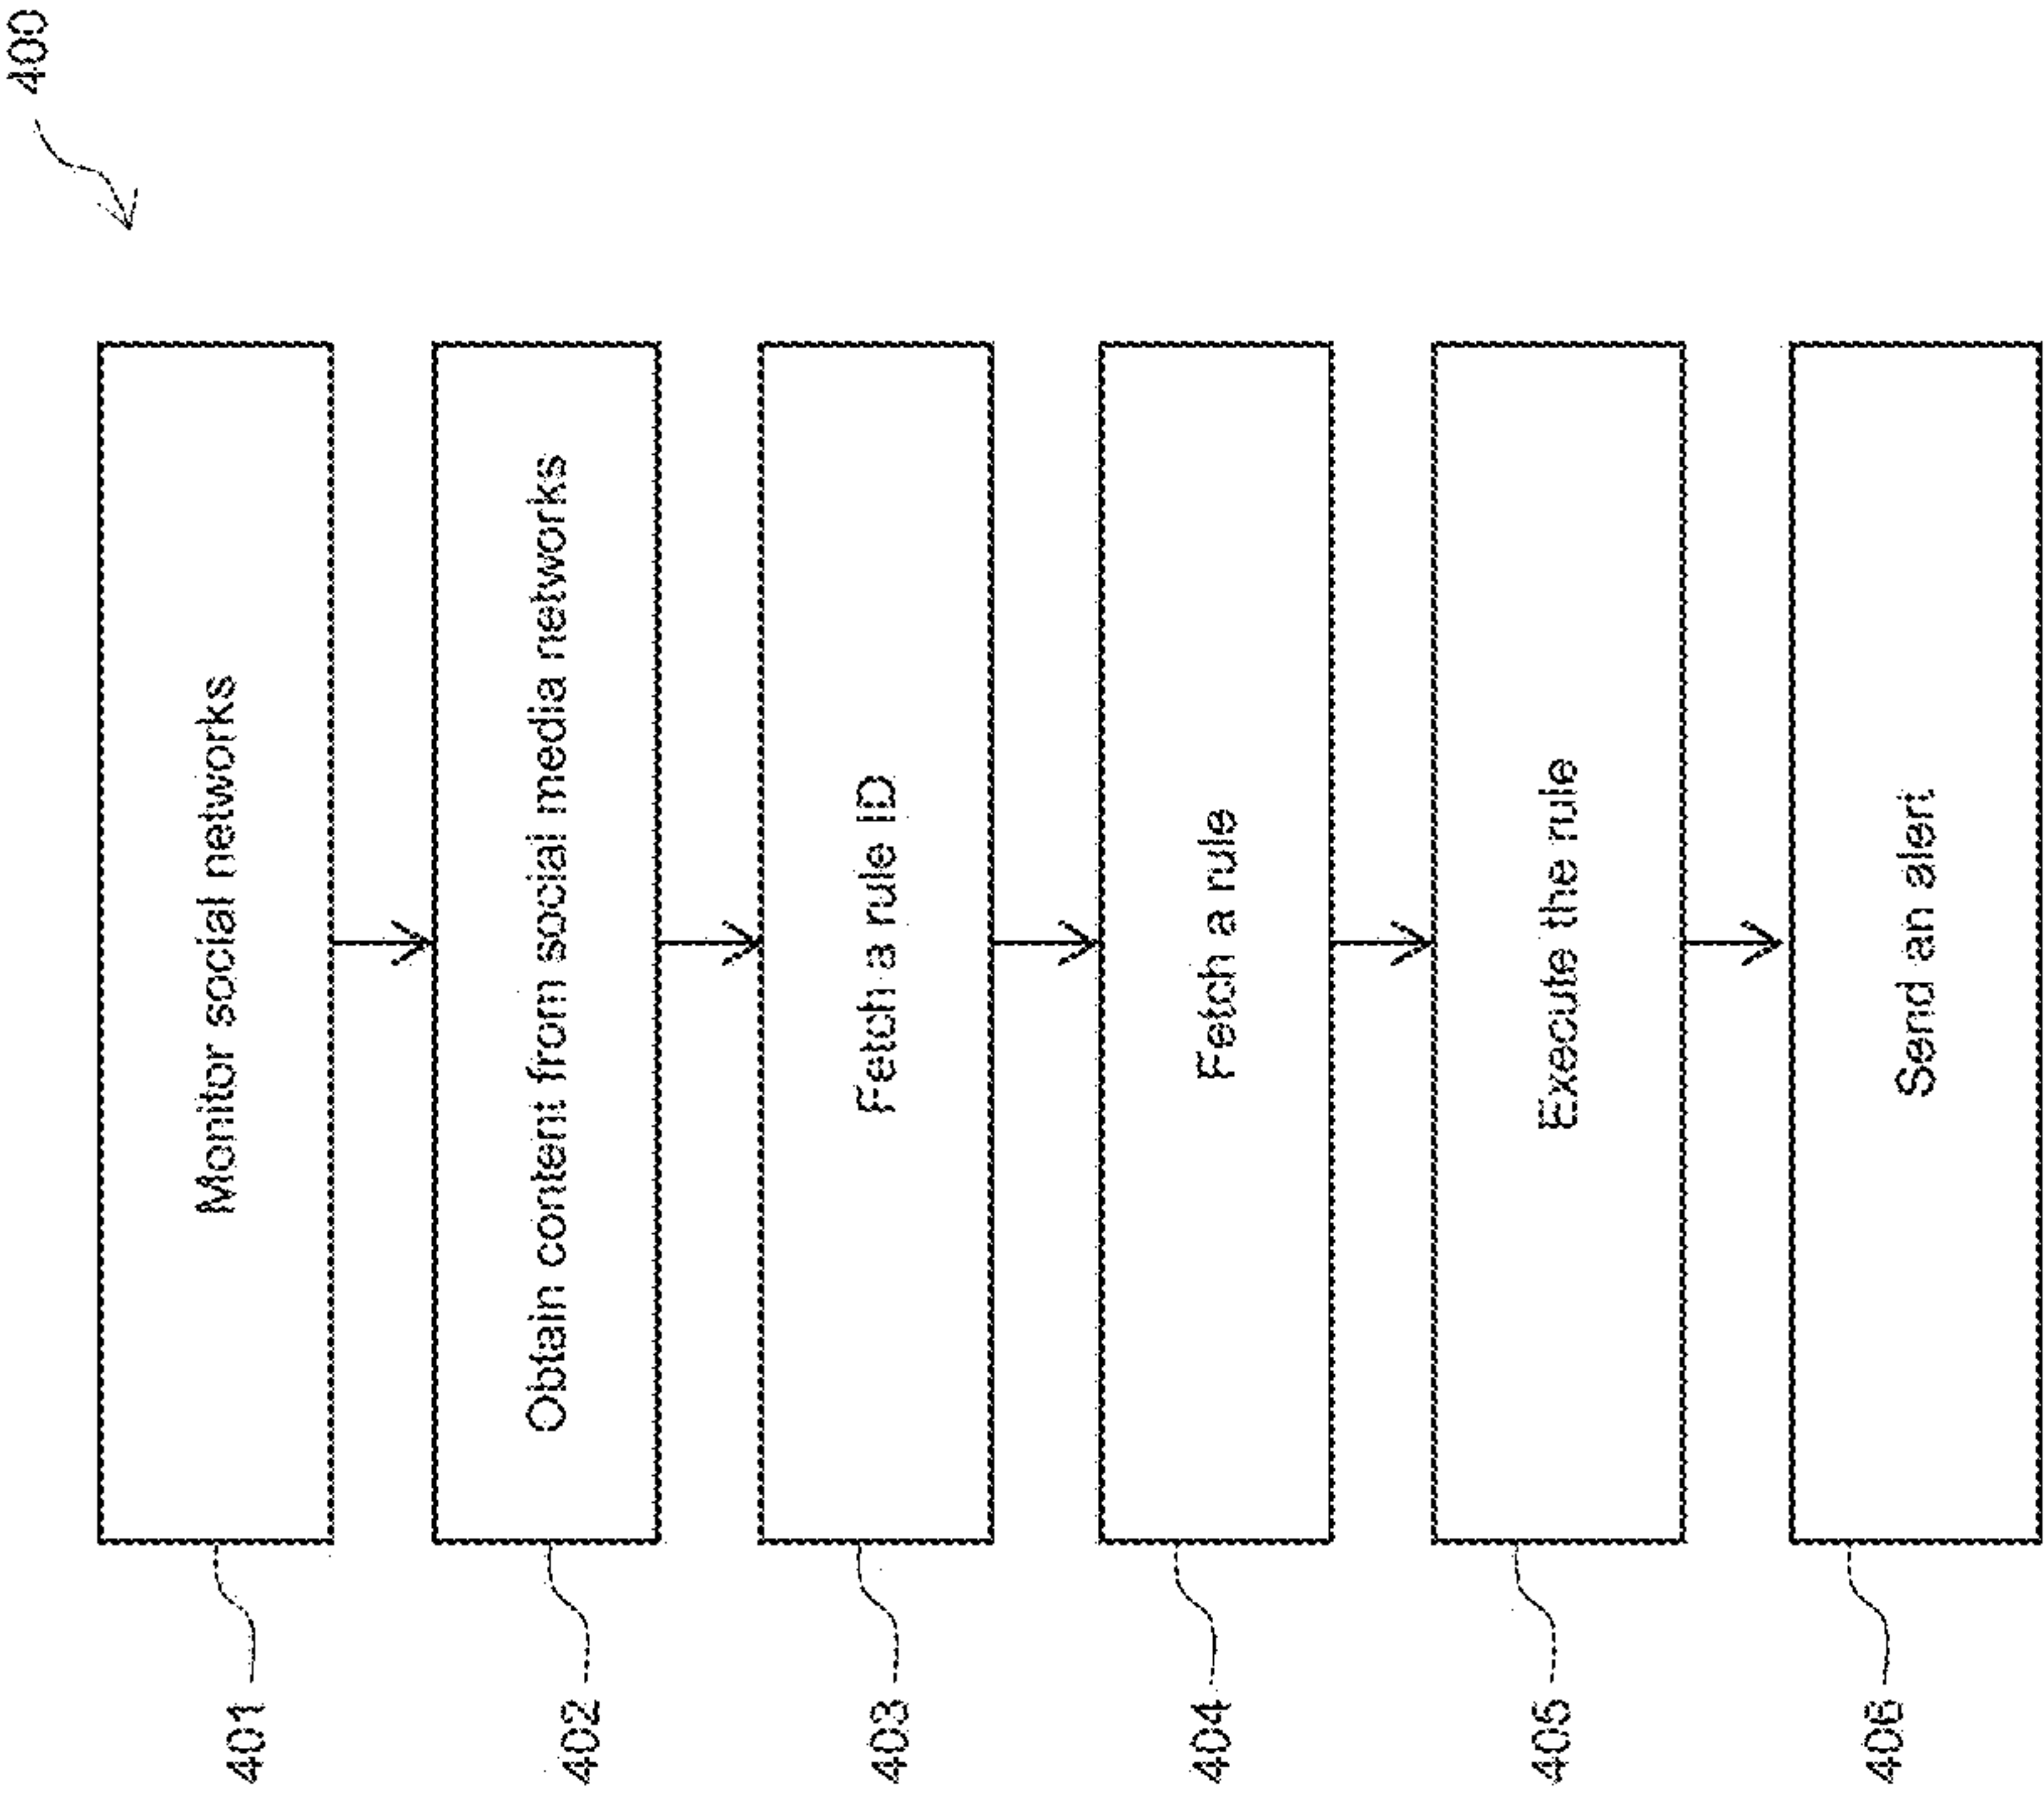 400
401
Monitor social networks
402
Obtain content from social media networks
403
Fetch a rule ID
404
Fetch a rule
405
Execute the rule
406
Send an alert